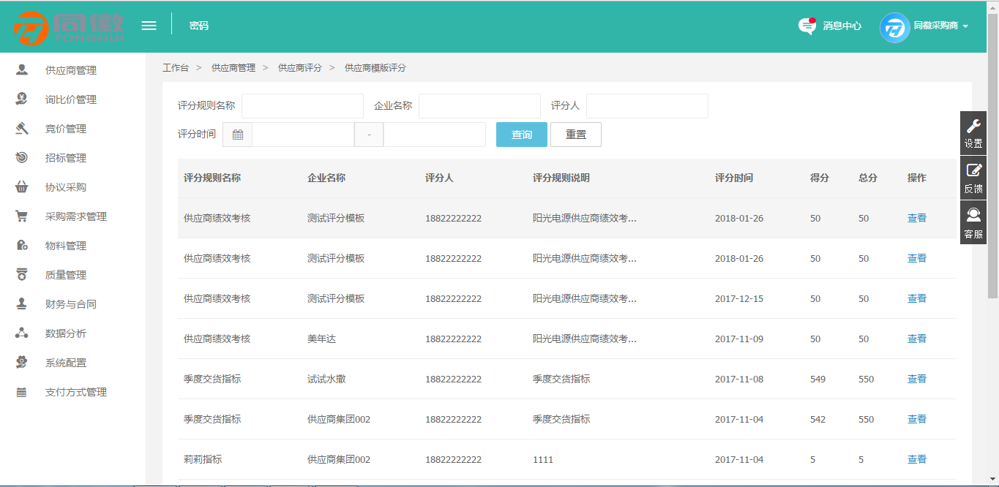 同徽 TONGHUI 密码 消息中心 同徽采购商
工作台 > 供应商管理 > 供应商评分 > 供应商模版评分
供应商管理
询比价管理
竞价管理
招标管理
协议采购
采购需求管理
物料管理
质量管理
财务与合同
数据分析
系统配置
支付方式管理
评分规则名称 企业名称 评分人
评分时间 - 查询 重置
评分规则名称 企业名称 评分人 评分规则说明 评分时间 得分 总分 操作
供应商绩效考核 测试评分模板 18822222222 阳光电源供应商绩效考... 2018-01-26 50 50 查看
供应商绩效考核 测试评分模板 18822222222 阳光电源供应商绩效考... 2018-01-26 50 50 查看
供应商绩效考核 测试评分模板 18822222222 阳光电源供应商绩效考... 2017-12-15 50 50 查看
供应商绩效考核 美年达 18822222222 阳光电源供应商绩效考... 2017-11-09 50 50 查看
季度交货指标 试试水撒 18822222222 季度交货指标 2017-11-08 549 550 查看
季度交货指标 供应商集团002 18822222222 季度交货指标 2017-11-04 542 550 查看
莉莉指标 供应商集团002 18822222222 1111 2017-11-04 5 5 查看
设置
反馈
客服